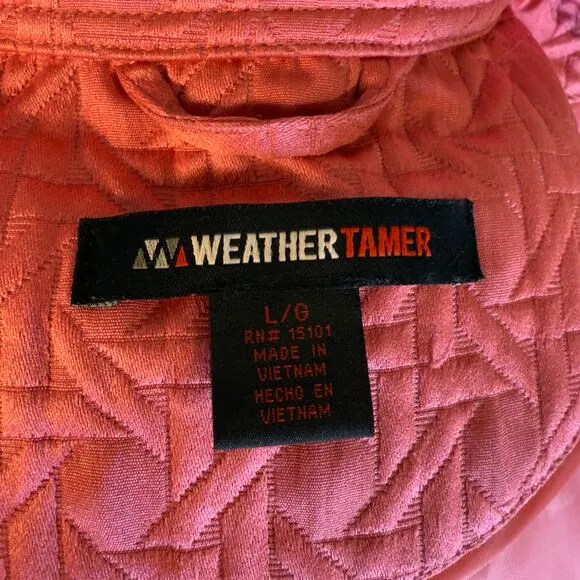 WEATHERTAMER
L/G
RN# 15101
MADE IN
VIETNAM
HECHO EN
VIETNAM